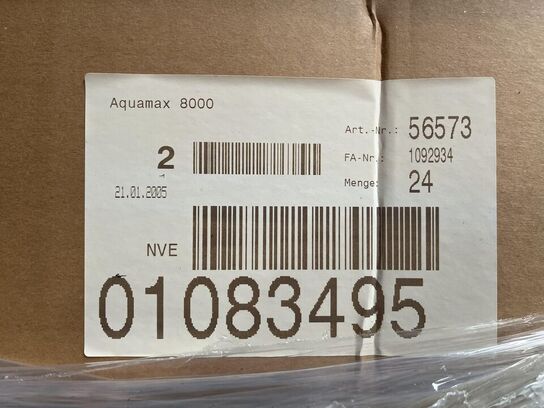 Aquamax 8000
Art.-Nr.: 56573
2
FA-Nr.: 1092934
21.01.2005
Menge: 24
NVE
01083495